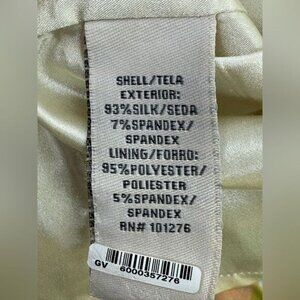 SHELL/TELA
EXTERIOR:
93%SILK/SEDA
7%SPANDEX/
SPANDEX
LINING/FORRO:
95%POLYESTER/
POLIESTER
5%SPANDEX/
SPANDEX
RN# 101276
GV 6000357276